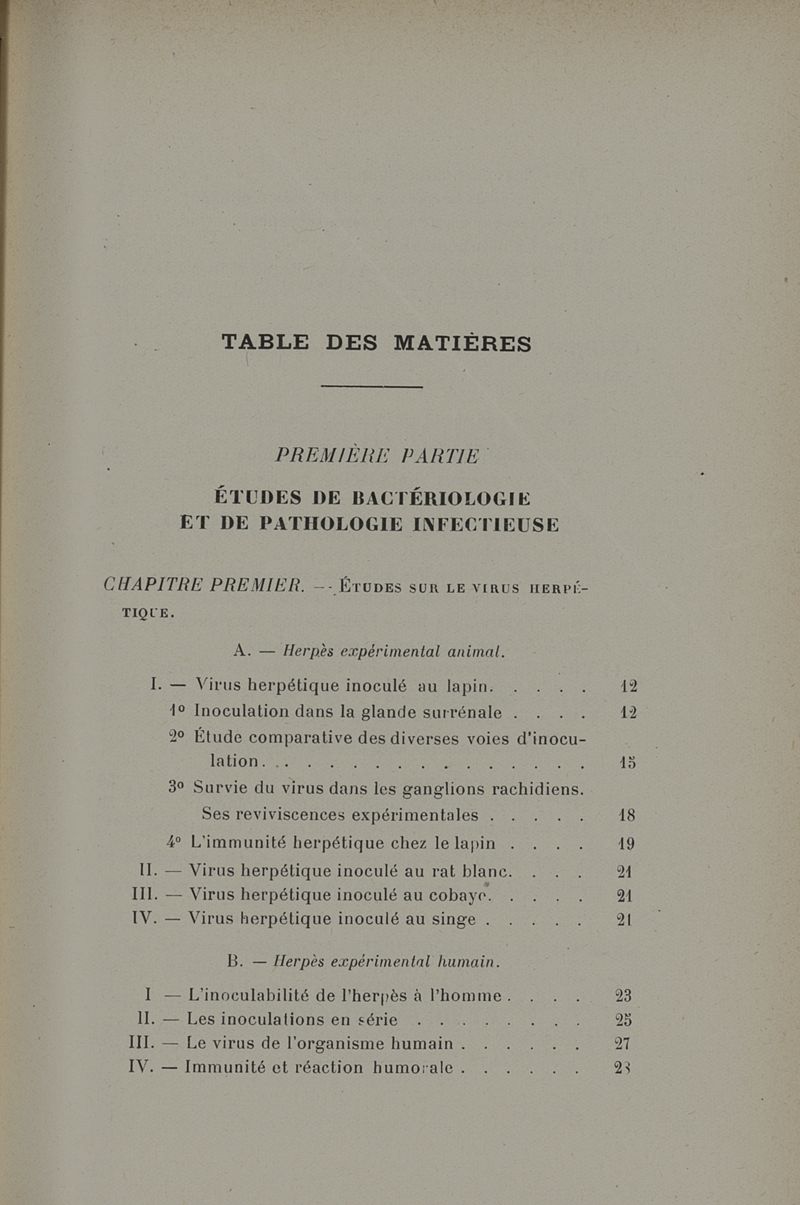 TABLE DES MATIÈRES
PREMIÈRE PARTIE
ÉTUDES DE BACTÉRIOLOGIE
ET DE PATHOLOGIE INFECTIEUSE
CHAPITRE PREMIER. — ÉTUDES SUR LE VIRUS HERPÉ-
TIQUE.
A. — Herpès expérimental animal.
I. — Virus herpétique inoculé au lapin. . . . . 12
1º Inoculation dans la glande surrénale . . . . 12
2º Étude comparative des diverses voies d'inocu-
lation. . . . . . . . . . . . . . . 15
3º Survie du virus dans les ganglions rachidiens.
Ses reviviscences expérimentales . . . . . 18
4º L'immunité herpétique chez le lapin . . . . 19
II. — Virus herpétique inoculé au rat blanc. . . . 21
III. — Virus herpétique inoculé au cobaye. . . . . 21
IV. — Virus herpétique inoculé au singe . . . . . 21
B. — Herpès expérimental humain.
I — L'inoculabilité de l'herpès à l'homme . . . . 23
II. — Les inoculations en série . . . . . . . . 25
III. — Le virus de l'organisme humain . . . . . . 27
IV. — Immunité et réaction humorale . . . . . .